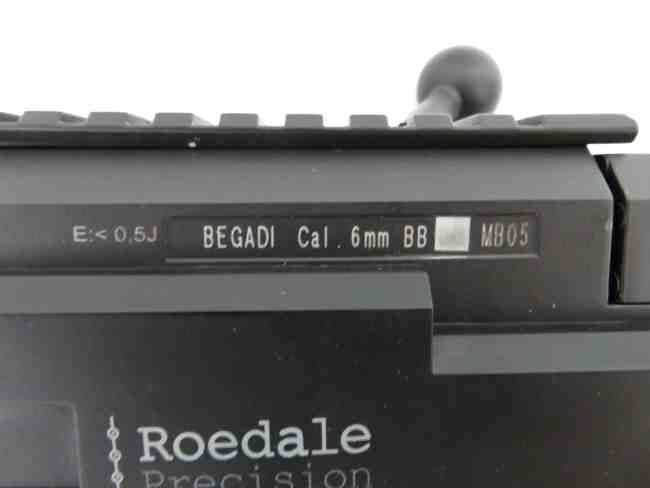 E:< 0,5J BEGADI Cal. 6mm BB MB05
Roedale
Precision